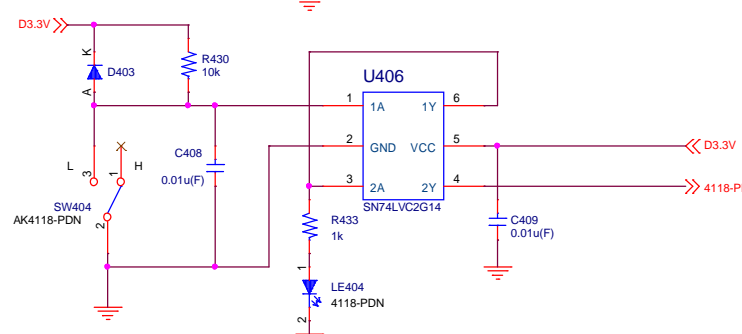 D3.3V
K
D403
A
R430
10k
U406
1
1A
1Y
6
2
GND
VCC
5
D3.3V
3
2A
2Y
4
4118-P
SN74LVC2G14
L
3
1
H
C408
0.01u(F)
SW404
AK4118-PDN
2
R433
1k
C409
0.01u(F)
1
LE404
4118-PDN
2